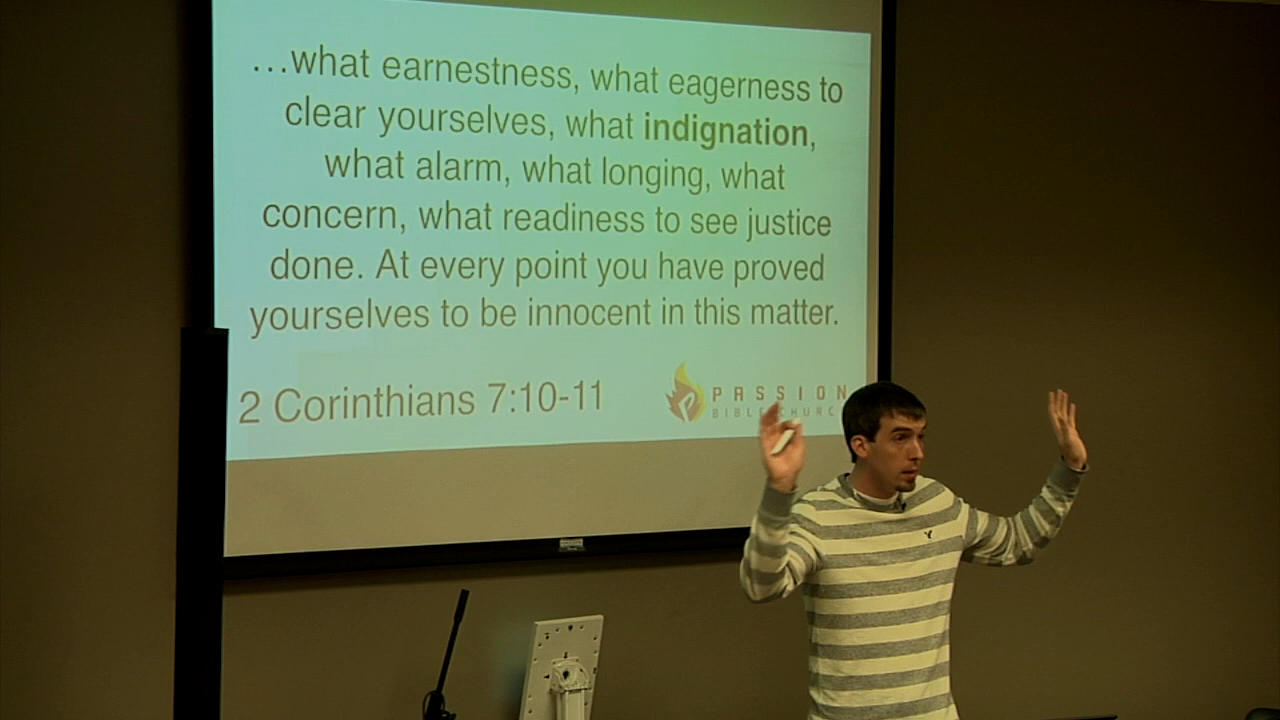 ...what earnestness, what eagerness to
clear yourselves, what indignation,
what alarm, what longing, what
concern, what readiness to see justice
done. At every point you have proved
yourselves to be innocent in this matter.
2 Corinthians 7:10-11
PASSION
BIBLE CHURC